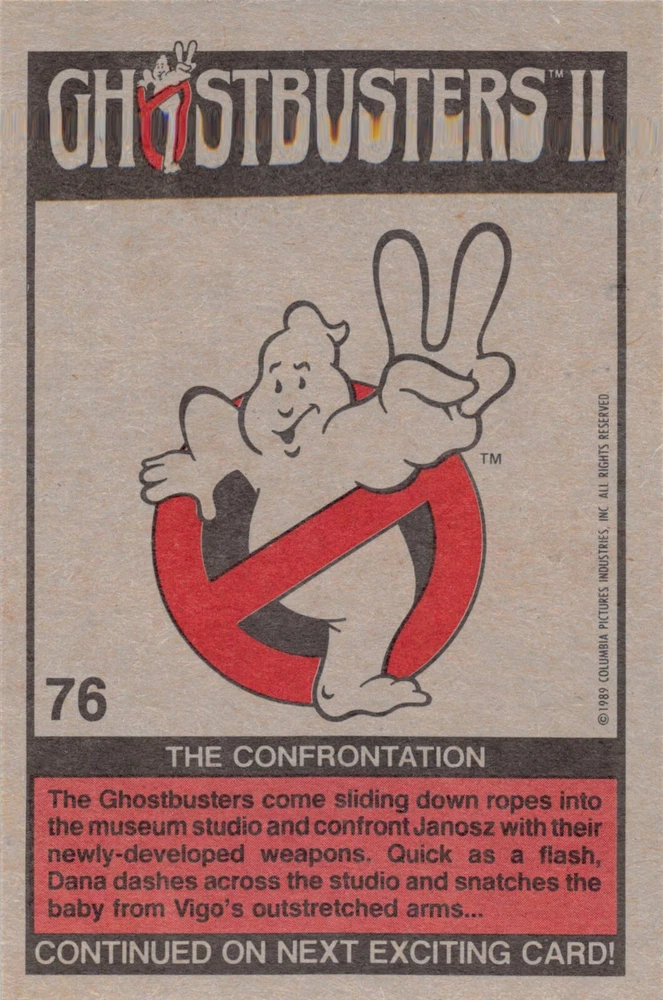 GHOSTBUSTERS™ II
TM
©1989 COLUMBIA PICTURES INDUSTRIES, INC ALL RIGHTS RESERVED
76
THE CONFRONTATION
The Ghostbusters come sliding down ropes into
the museum studio and confront Janosz with their
newly-developed weapons. Quick as a flash,
Dana dashes across the studio and snatches the
baby from Vigo's outstretched arms...
CONTINUED ON NEXT EXCITING CARD!